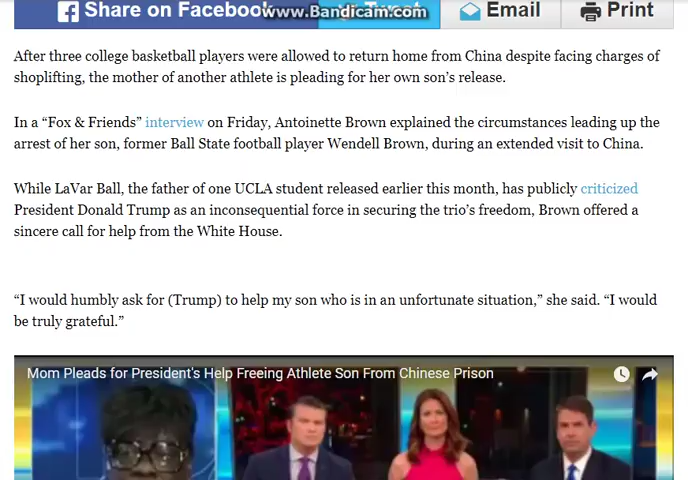 Share on Facebook
www.Bandicam.com
Tweet
Email
Print
After three college basketball players were allowed to return home from China despite facing charges of
shoplifting, the mother of another athlete is pleading for her own son’s release.
In a “Fox & Friends” interview on Friday, Antoinette Brown explained the circumstances leading up the
arrest of her son, former Ball State football player Wendell Brown, during an extended visit to China.
While LaVar Ball, the father of one UCLA student released earlier this month, has publicly criticized
President Donald Trump as an inconsequential force in securing the trio’s freedom, Brown offered a
sincere call for help from the White House.
“I would humbly ask for (Trump) to help my son who is in an unfortunate situation,” she said. “I would
be truly grateful.”
Mom Pleads for President's Help Freeing Athlete Son From Chinese Prison